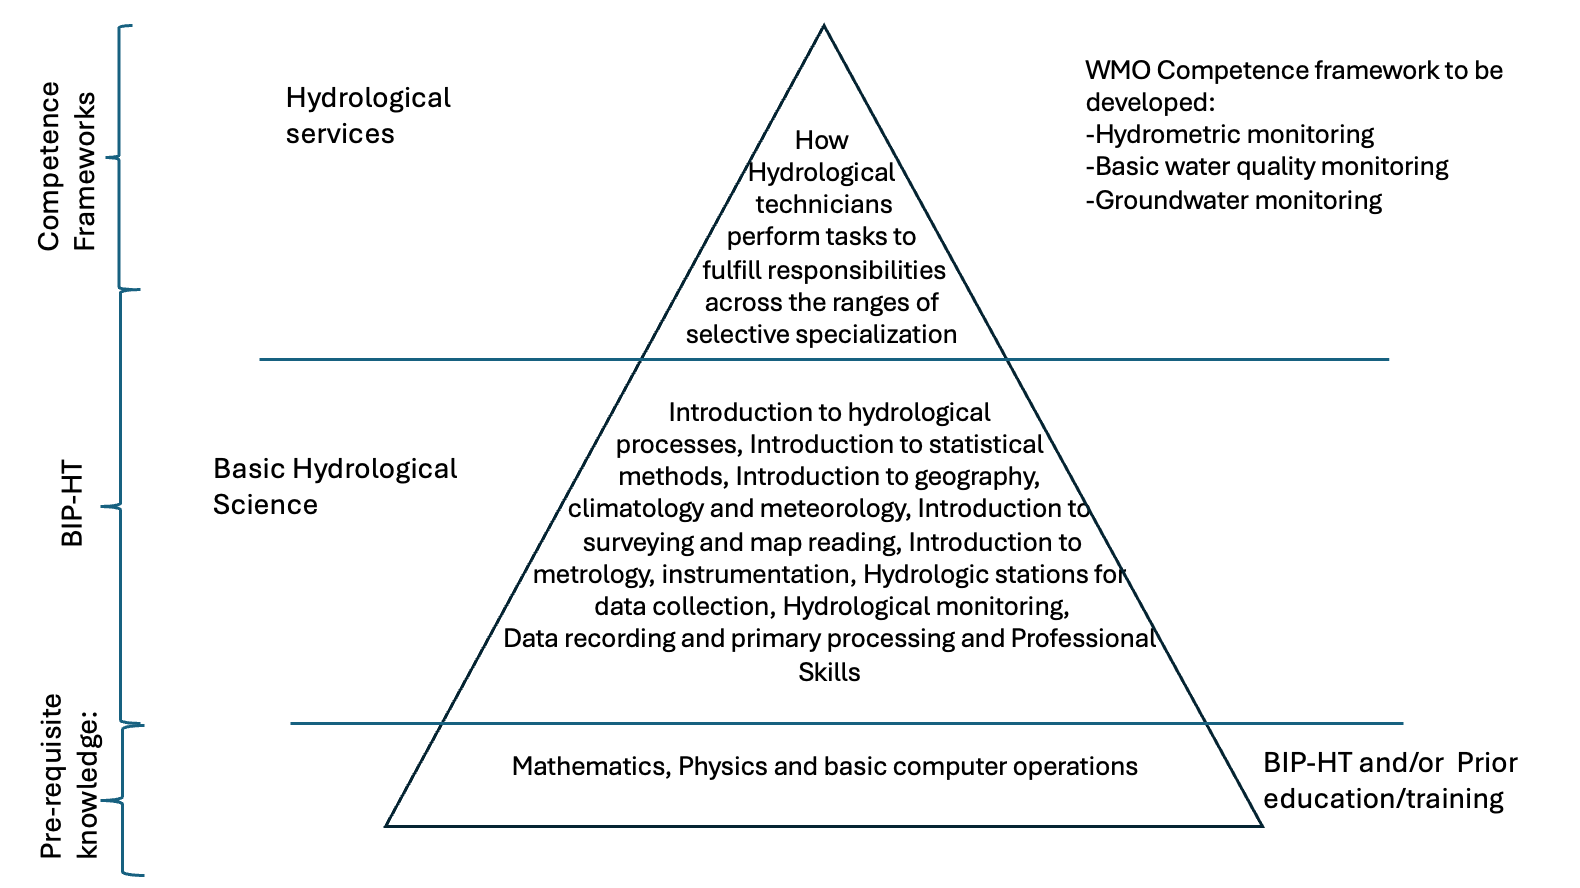 Competence
Frameworks
Hydrological
services
How
Hydrological
technicians
perform tasks to
fulfill responsibilities
across the ranges of
selective specialization
WMO Competence framework to be
developed:
-Hydrometric monitoring
-Basic water quality monitoring
-Groundwater monitoring
BIP-HT
Basic Hydrological
Science
Introduction to hydrological
processes, Introduction to statistical
methods, Introduction to geography,
climatology and meteorology, Introduction to
surveying and map reading, Introduction to
metrology, instrumentation, Hydrologic stations for
data collection, Hydrological monitoring,
Data recording and primary processing and Professional
Skills
Pre-requisite
knowledge:
Mathematics, Physics and basic computer operations
BIP-HT and/or Prior
education/training